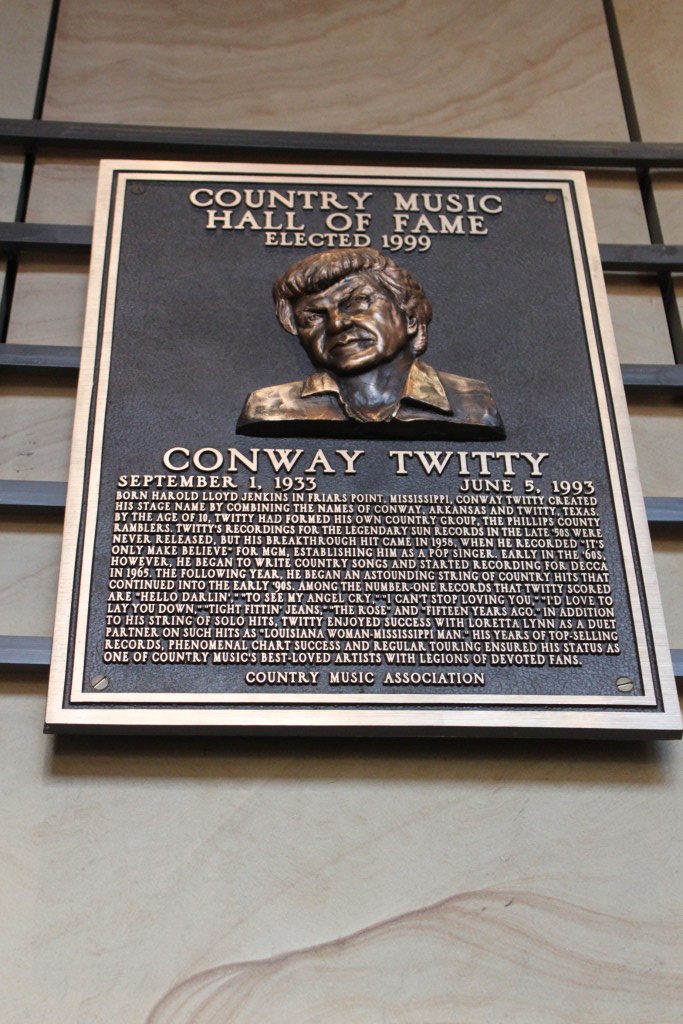 COUNTRY MUSIC
HALL OF FAME
ELECTED 1999
CONWAY TWITTY
SEPTEMBER 1, 1933 JUNE 5, 1993
BORN HAROLD LLOYD JENKINS IN FRIARS POINT, MISSISSIPPI, CONWAY TWITTY CREATED
HIS STAGE NAME BY COMBINING THE NAMES OF CONWAY, ARKANSAS AND TWITTY, TEXAS.
BY THE AGE OF 10, TWITTY HAD FORMED HIS OWN COUNTRY GROUP, THE PHILLIPS COUNTY
RAMBLERS. TWITTY'S RECORDINGS FOR THE LEGENDARY SUN RECORDS IN THE LATE '50S WERE
NEVER RELEASED, BUT HIS BREAKTHROUGH HIT CAME IN 1958, WHEN HE RECORDED "IT'S
ONLY MAKE BELIEVE" FOR MGM, ESTABLISHING HIM AS A POP SINGER. EARLY IN THE '60S,
HOWEVER, HE BEGAN TO WRITE COUNTRY SONGS AND STARTED RECORDING FOR DECCA
IN 1965. THE FOLLOWING YEAR, HE BEGAN AN ASTOUNDING STRING OF COUNTRY HITS THAT
CONTINUED INTO THE EARLY '90S. AMONG THE NUMBER-ONE RECORDS THAT TWITTY SCORED
ARE "HELLO DARLIN'," "TO SEE MY ANGEL CRY," "I CAN'T STOP LOVING YOU," "I'D LOVE TO
LAY YOU DOWN," "TIGHT FITTIN' JEANS," "THE ROSE" AND "FIFTEEN YEARS AGO." IN ADDITION
TO HIS STRING OF SOLO HITS, TWITTY ENJOYED SUCCESS WITH LORETTA LYNN AS A DUET
PARTNER ON SUCH HITS AS "LOUISIANA WOMAN-MISSISSIPPI MAN." HIS YEARS OF TOP-SELLING
RECORDS, PHENOMENAL CHART SUCCESS AND REGULAR TOURING ENSURED HIS STATUS AS
ONE OF COUNTRY MUSIC'S BEST-LOVED ARTISTS WITH LEGIONS OF DEVOTED FANS.
COUNTRY MUSIC ASSOCIATION